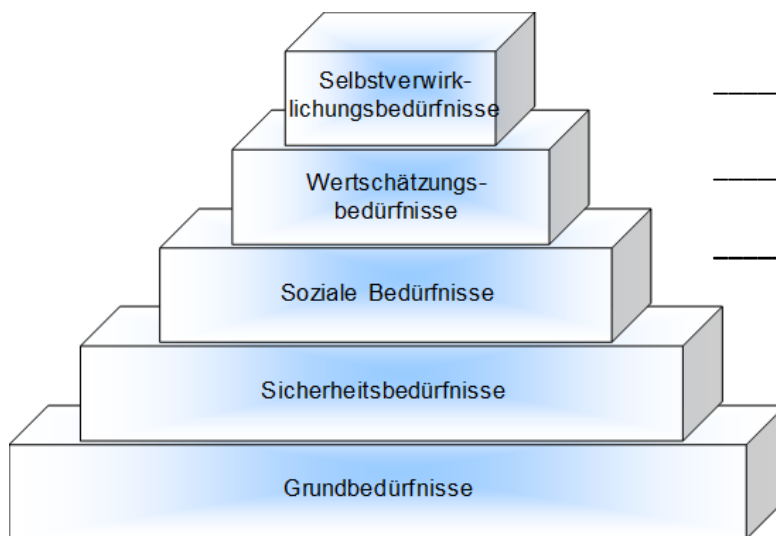 Selbstverwirk-
lichungsbedürfnisse
Wertschätzungs-
bedürfnisse
Soziale Bedürfnisse
Sicherheitsbedürfnisse
Grundbedürfnisse